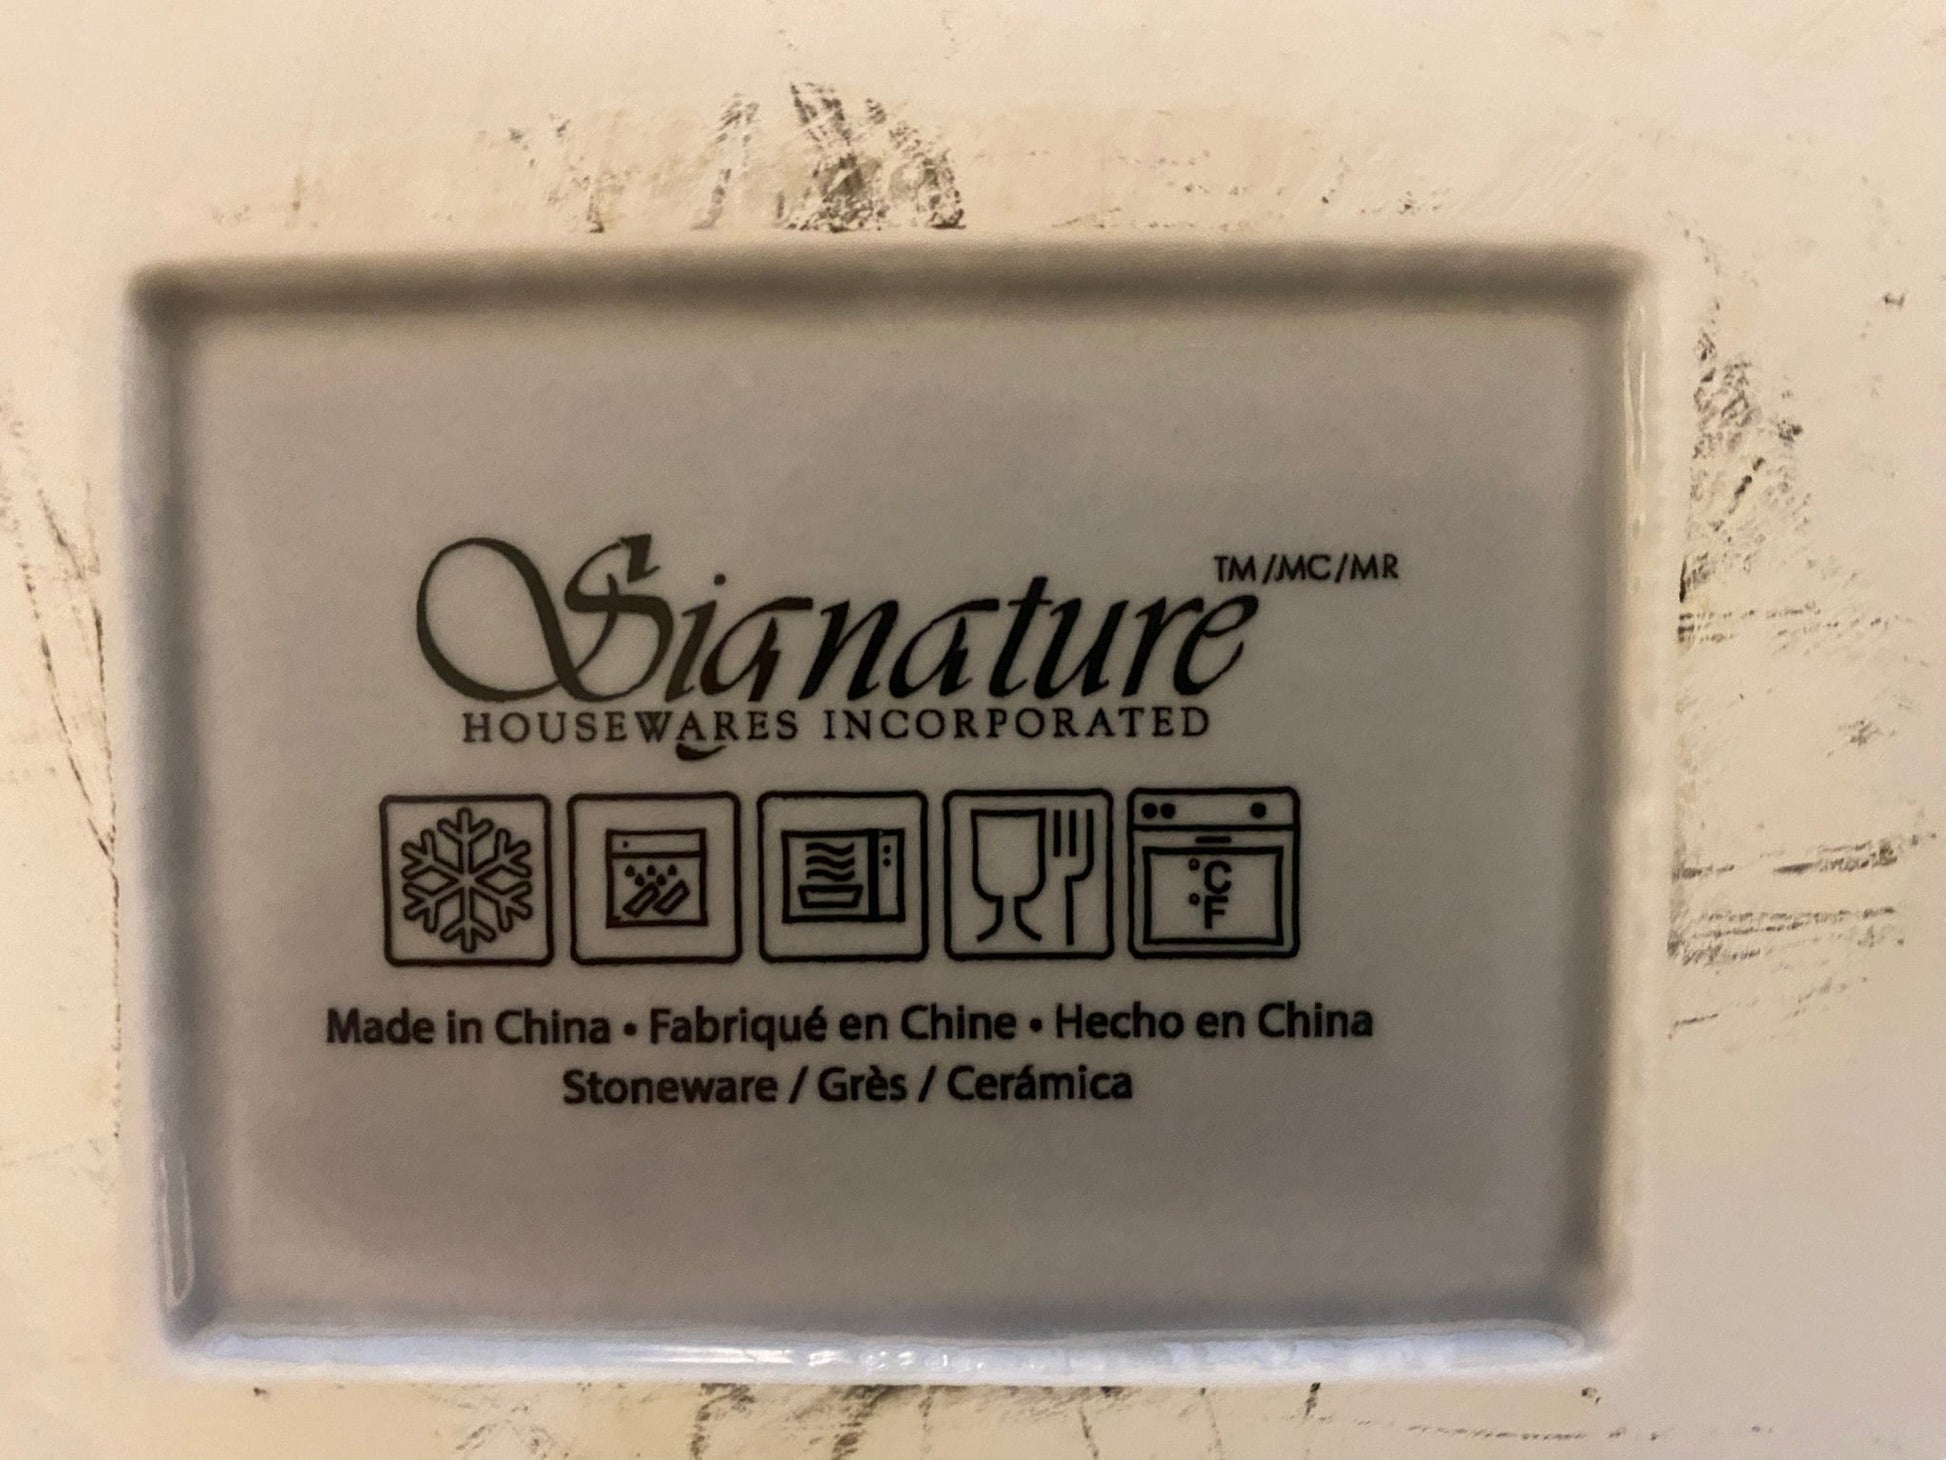 Signature TM/MC/MR
HOUSEWARES INCORPORATED
°C
°F
Made in China • Fabriqué en Chine • Hecho en China
Stoneware / Grès / Cerámica